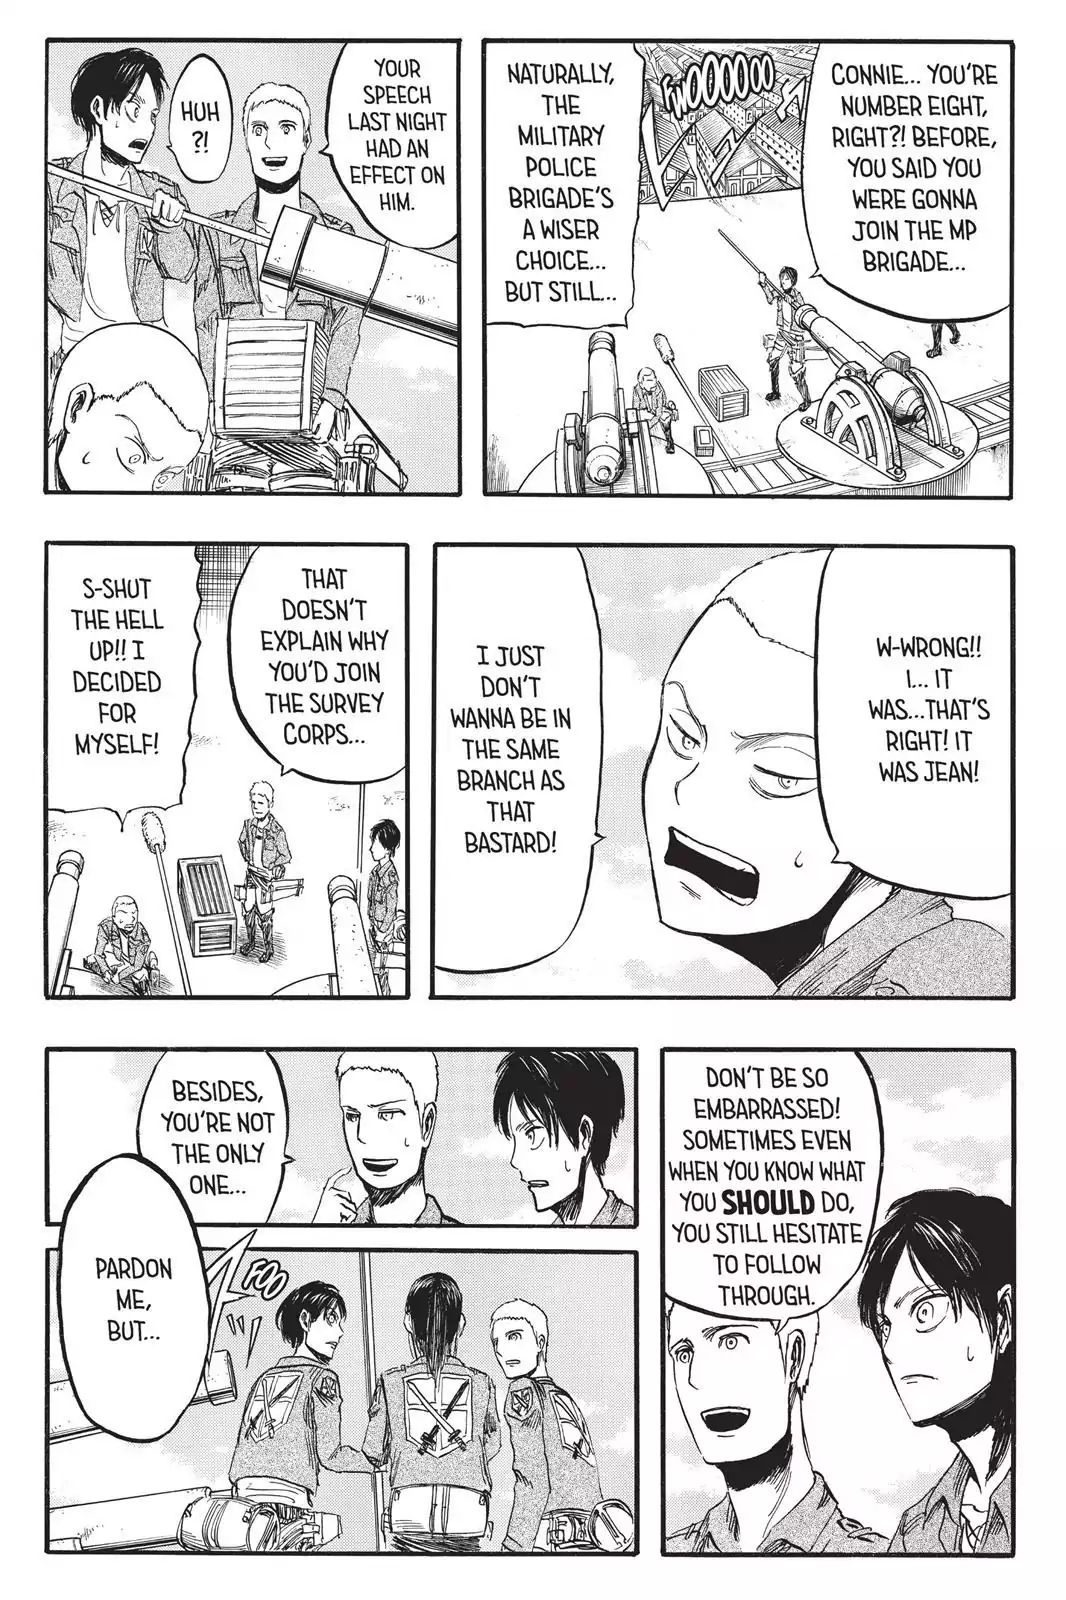 CONNIE... YOU'RE
NUMBER EIGHT,
RIGHT?! BEFORE,
YOU SAID YOU
WERE GONNA
JOIN THE MP
BRIGADE...
FWOOOOOO
NATURALLY,
THE
MILITARY
POLICE
BRIGADE'S
A WISER
CHOICE...
BUT STILL...
YOUR
SPEECH
LAST NIGHT
HAD AN
EFFECT ON
HIM.
HUH
?!
W-WRONG!!
I... IT
WAS...THAT'S
RIGHT! IT
WAS JEAN!
I JUST
DON'T
WANNA BE IN
THE SAME
BRANCH AS
THAT
BASTARD!
THAT
DOESN'T
EXPLAIN WHY
YOU'D JOIN
THE SURVEY
CORPS...
S-SHUT
THE HELL
UP!! I
DECIDED
FOR
MYSELF!
DON'T BE SO
EMBARRASSED!
SOMETIMES EVEN
WHEN YOU KNOW WHAT
YOU SHOULD DO,
YOU STILL HESITATE
TO FOLLOW
THROUGH.
BESIDES,
YOU'RE NOT
THE ONLY
ONE...
PARDON
ME,
BUT...
FOO